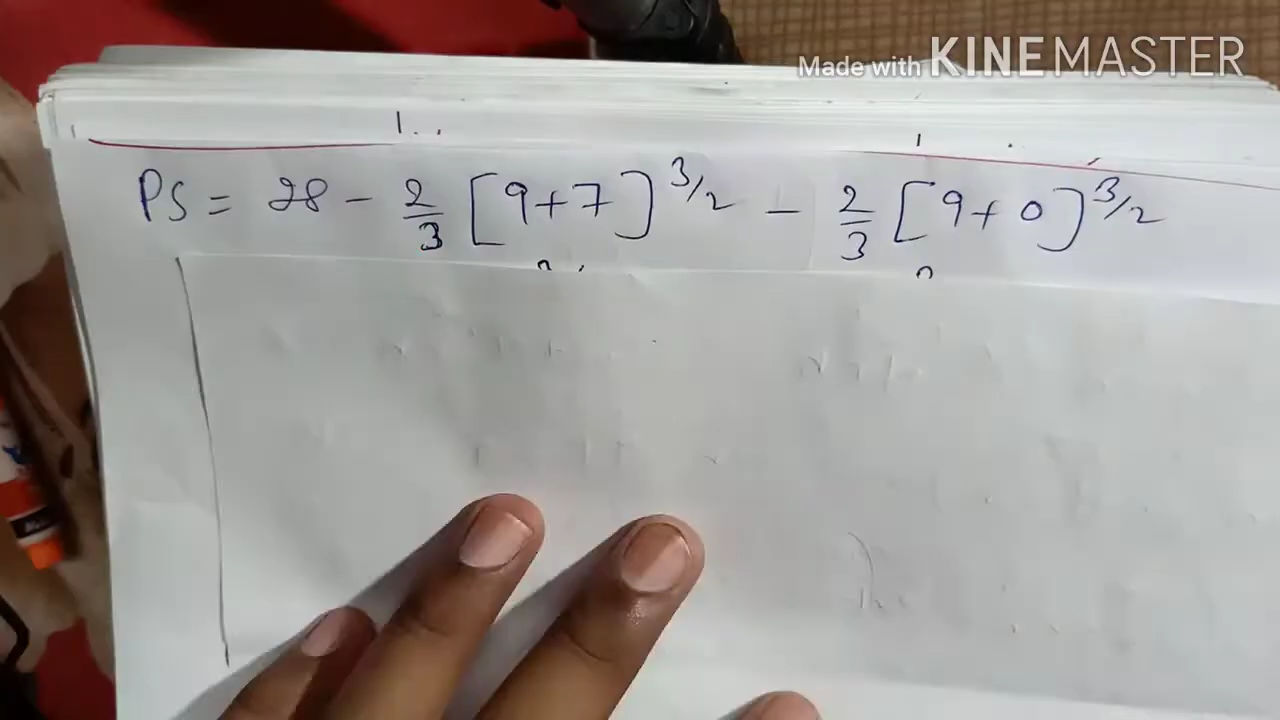 Made with KINEMASTER
PS = 28 - 2/3 [9+7]^3/2 - 2/3 [9+0]^3/2